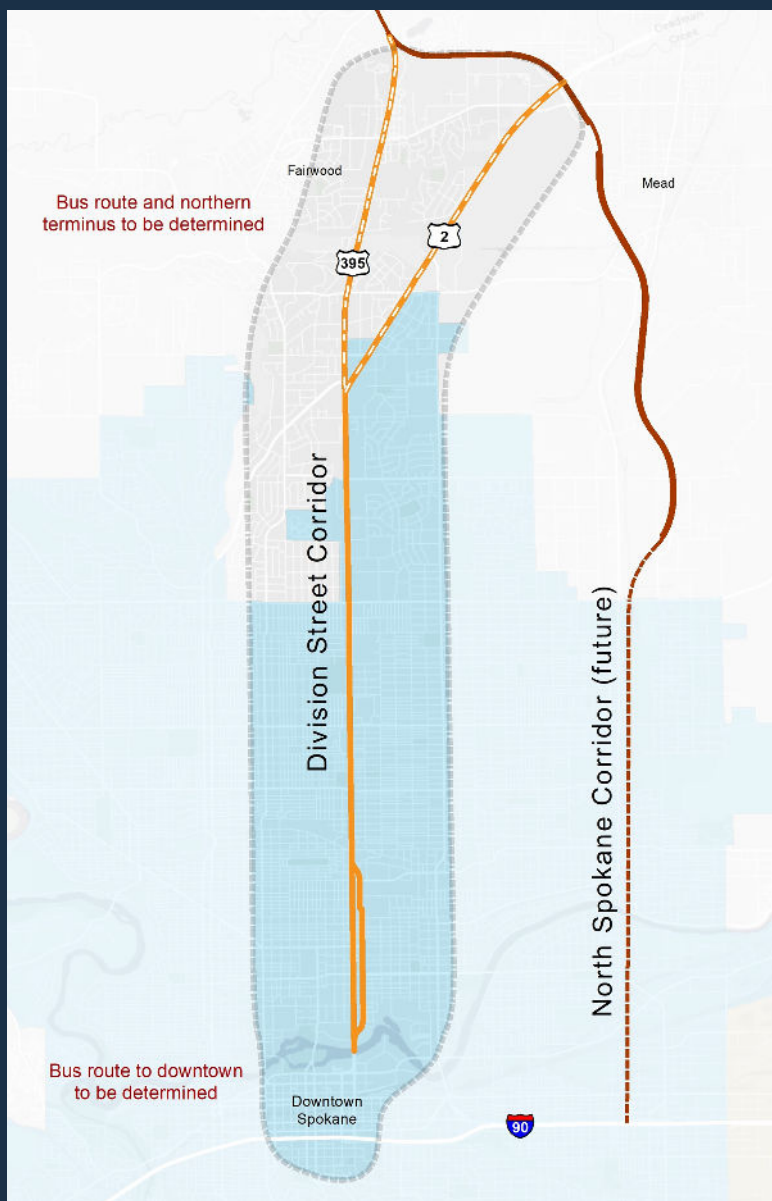 Fairwood
Mead
Bus route and northern
terminus to be determined
2
395
Division Street Corridor
North Spokane Corridor (future)
Bus route to downtown
to be determined
Downtown
Spokane
90